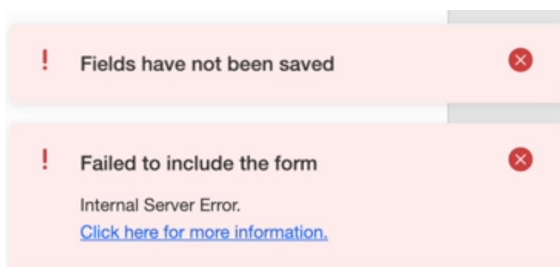 Fields have not been saved
Failed to include the form
Internal Server Error.
Click here for more information.